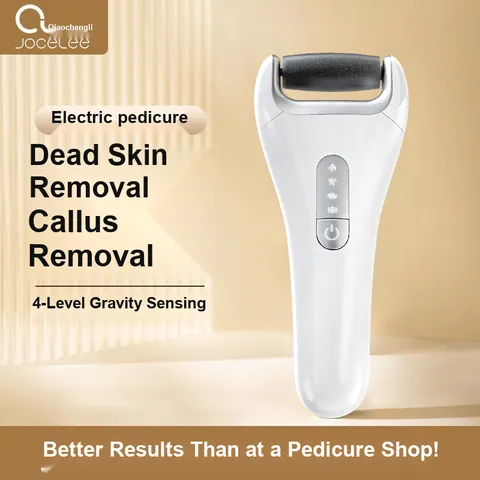 Qiaochengli
JOCELEE
Electric pedicure
Dead Skin
Removal
Callus
Removal
4-Level Gravity Sensing
Better Results Than at a Pedicure Shop!